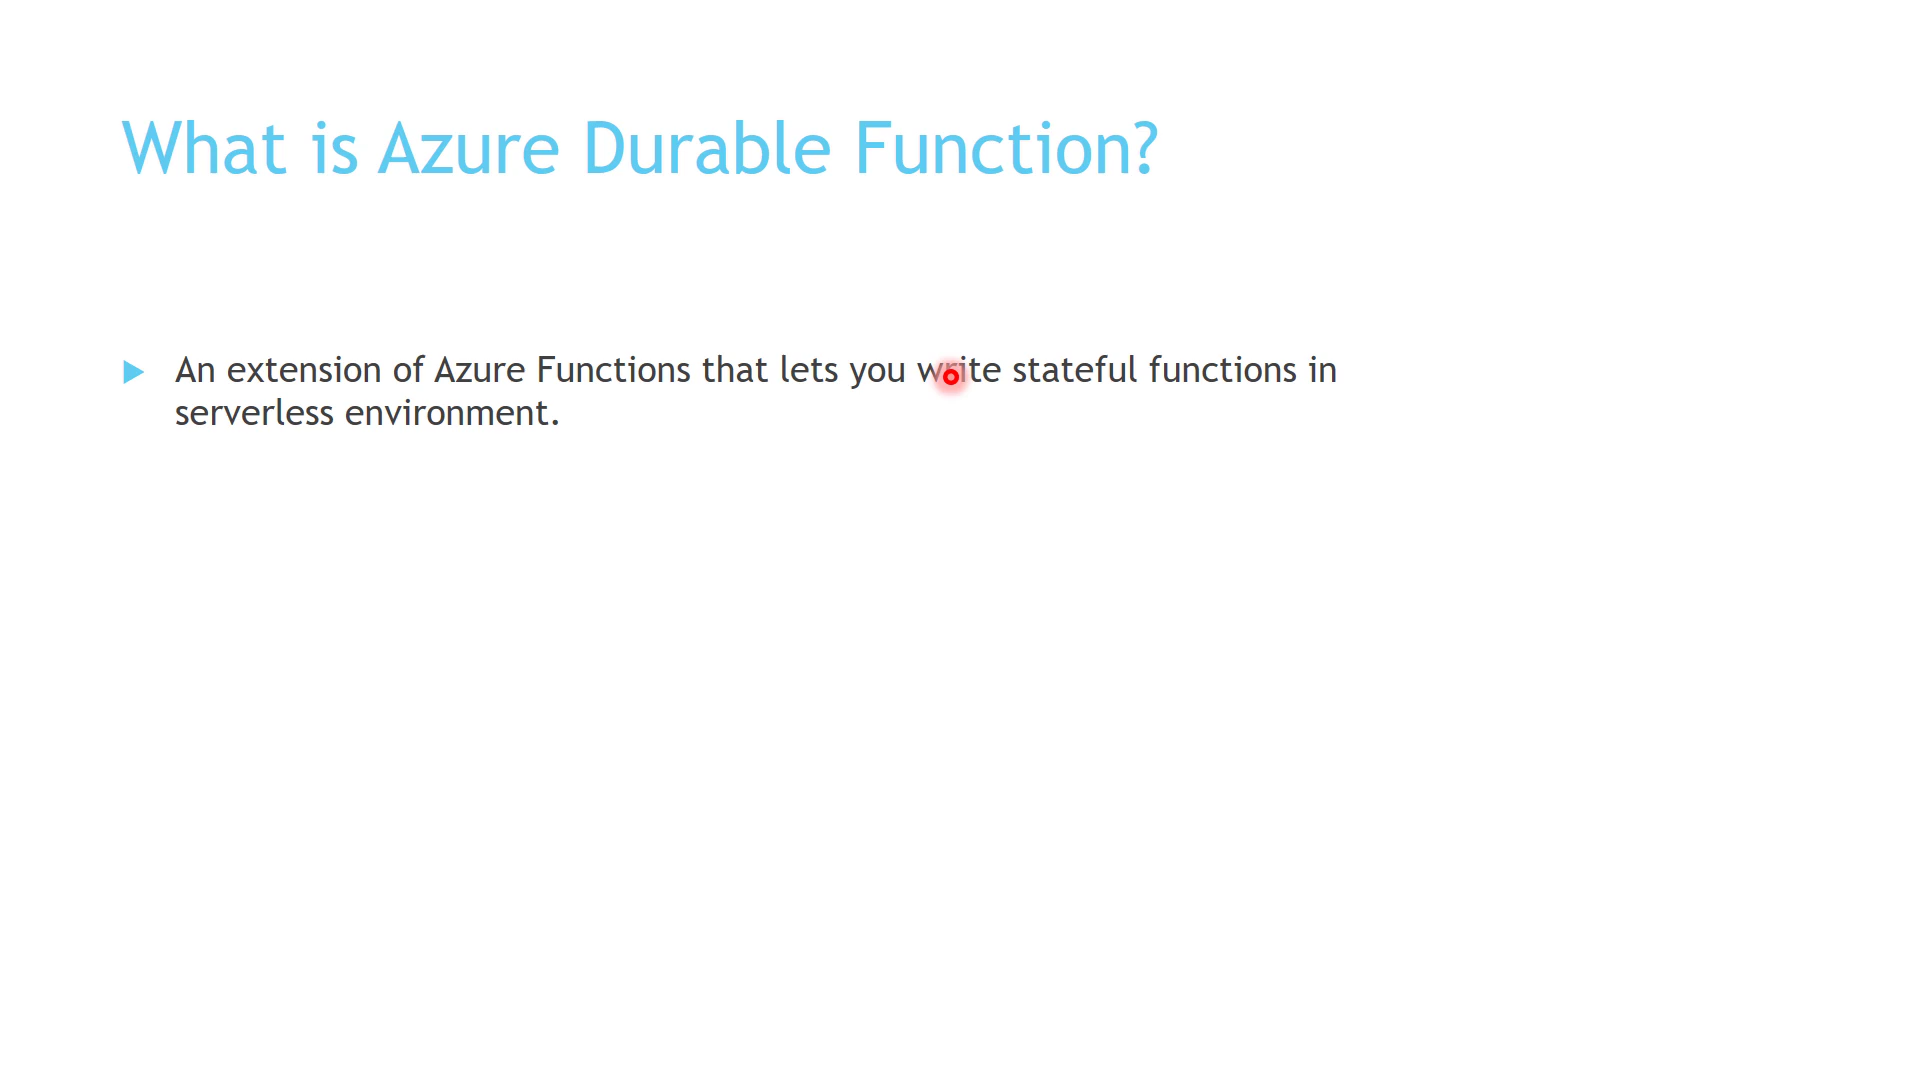 What is Azure Durable Function?
An extension of Azure Functions that lets you write stateful functions in
serverless environment.